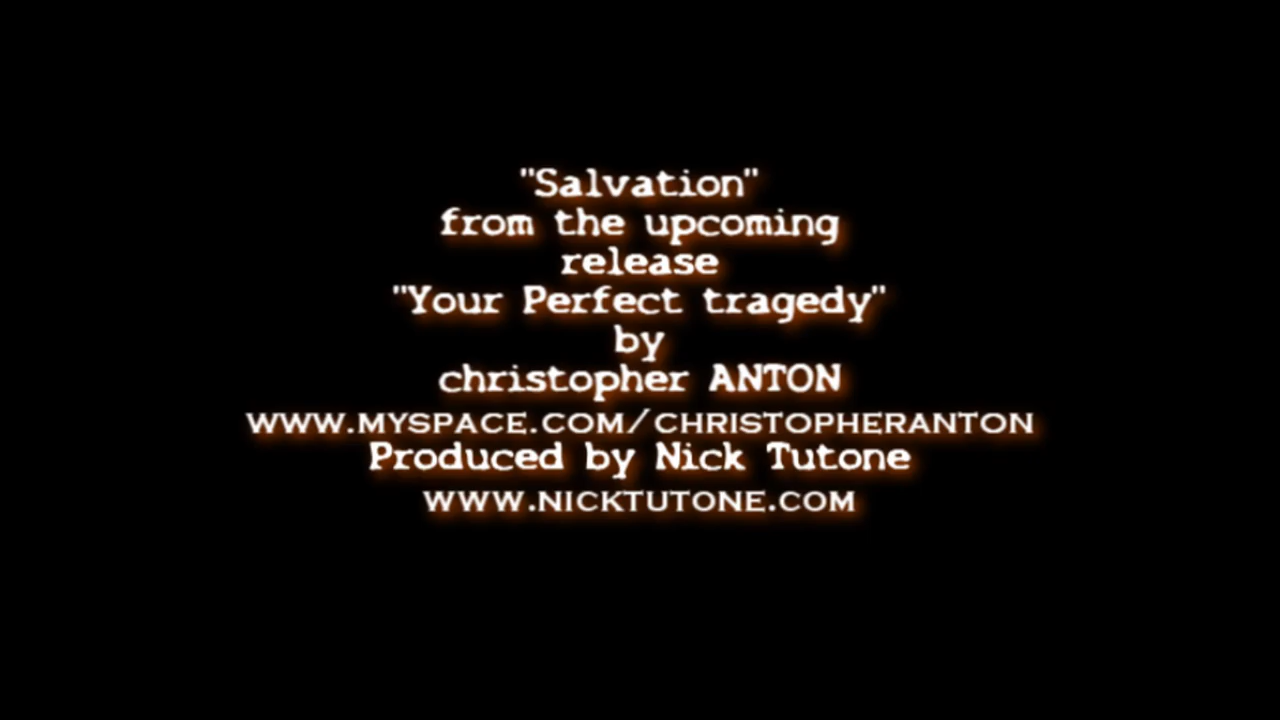 "Salvation"
from the upcoming
release
"Your Perfect tragedy"
by
christopher ANTON
WWW.MYSPACE.COM/CHRISTOPHERANTON
Produced by Nick Tutone
WWW.NICKTUTONE.COM